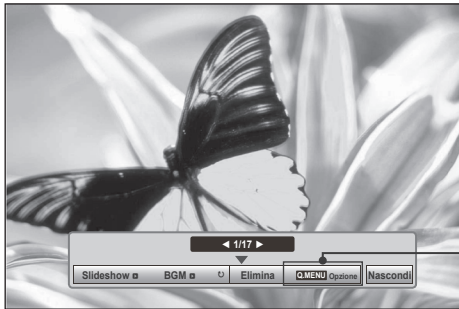 ◀ 1/17 ▶
Slideshow BGM ↻ Elimina Q.MENU Opzione Nascondi